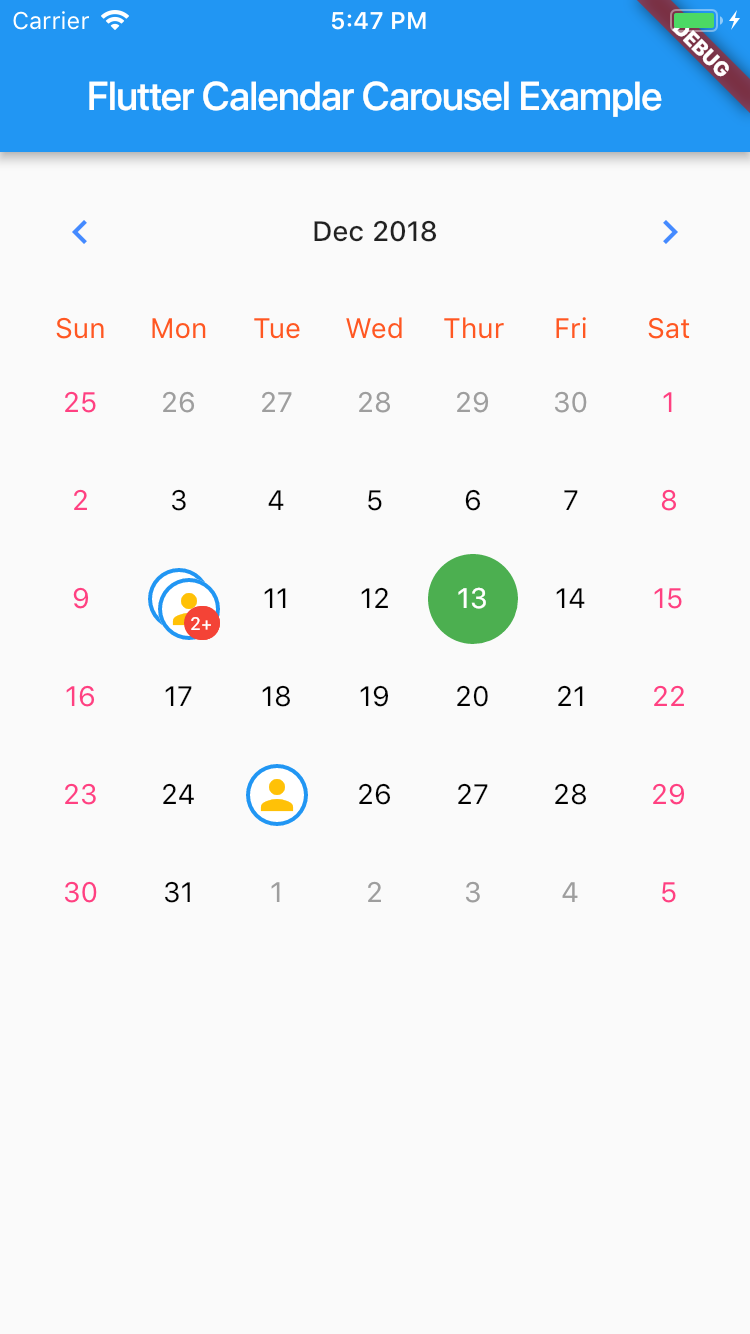 Carrier 5:47 PM
DEBUG
Flutter Calendar Carousel Example
Dec 2018
Sun Mon Tue Wed Thur Fri Sat
25 26 27 28 29 30 1
2 3 4 5 6 7 8
9 2+ 11 12 13 14 15
16 17 18 19 20 21 22
23 24 26 27 28 29
30 31 1 2 3 4 5